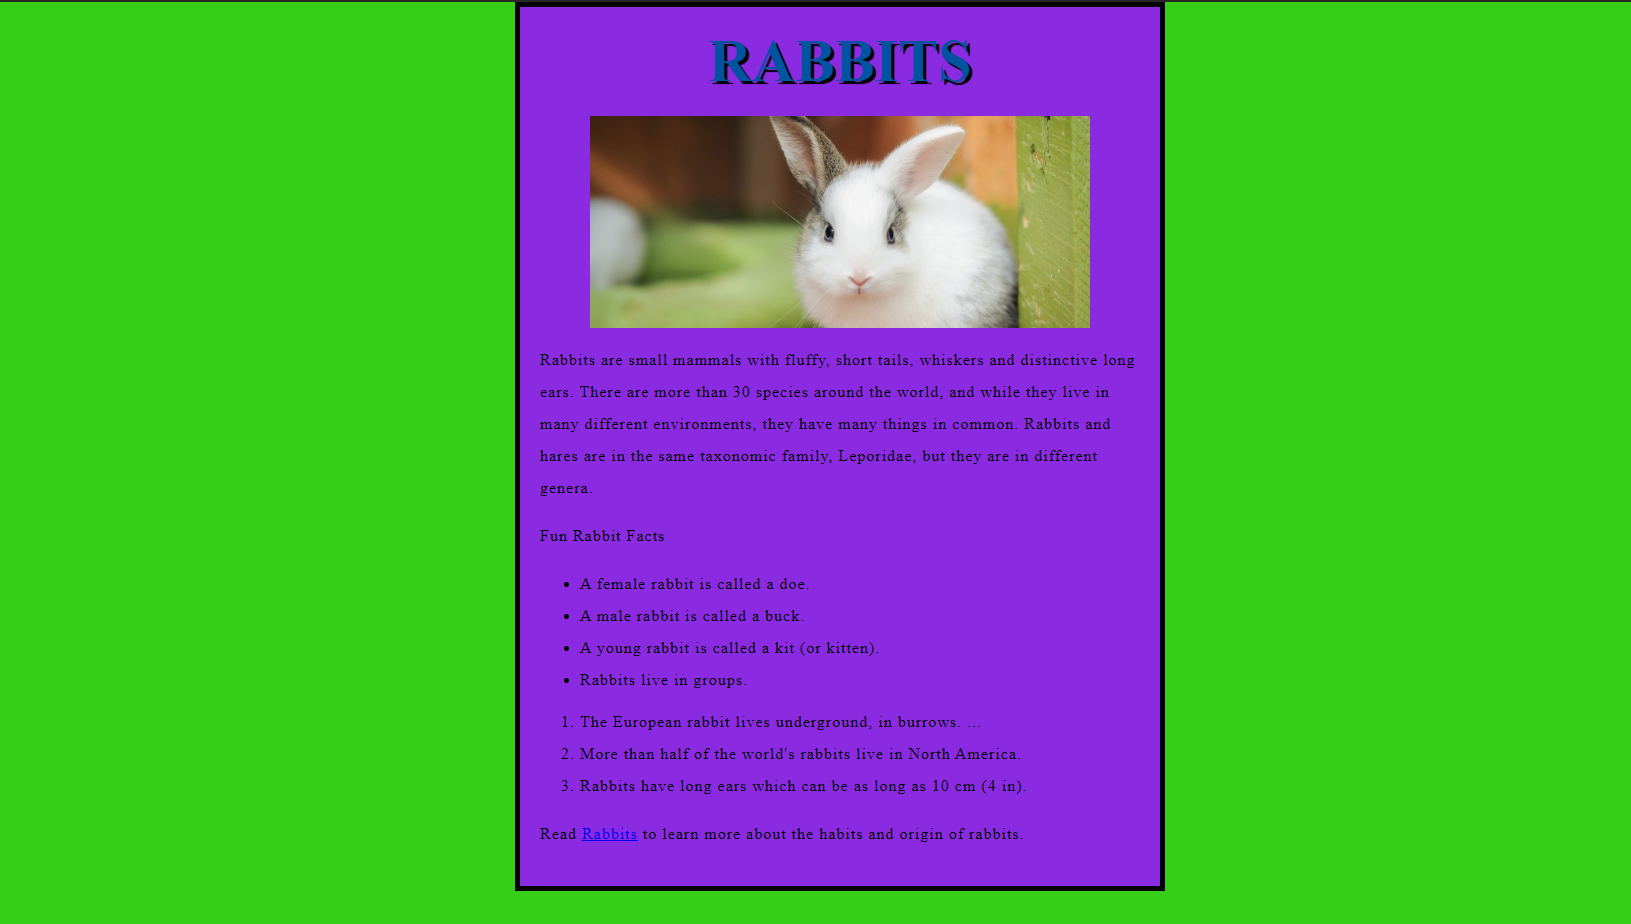 RABBITS
Rabbits are small mammals with fluffy, short tails, whiskers and distinctive long
ears. There are more than 30 species around the world, and while they live in
many different environments, they have many things in common. Rabbits and
hares are in the same taxonomic family, Leporidae, but they are in different
genera.
Fun Rabbit Facts
• A female rabbit is called a doe.
• A male rabbit is called a buck.
• A young rabbit is called a kit (or kitten).
• Rabbits live in groups.
1. The European rabbit lives underground, in burrows. ...
2. More than half of the world's rabbits live in North America.
3. Rabbits have long ears which can be as long as 10 cm (4 in).
Read Rabbits to learn more about the habits and origin of rabbits.